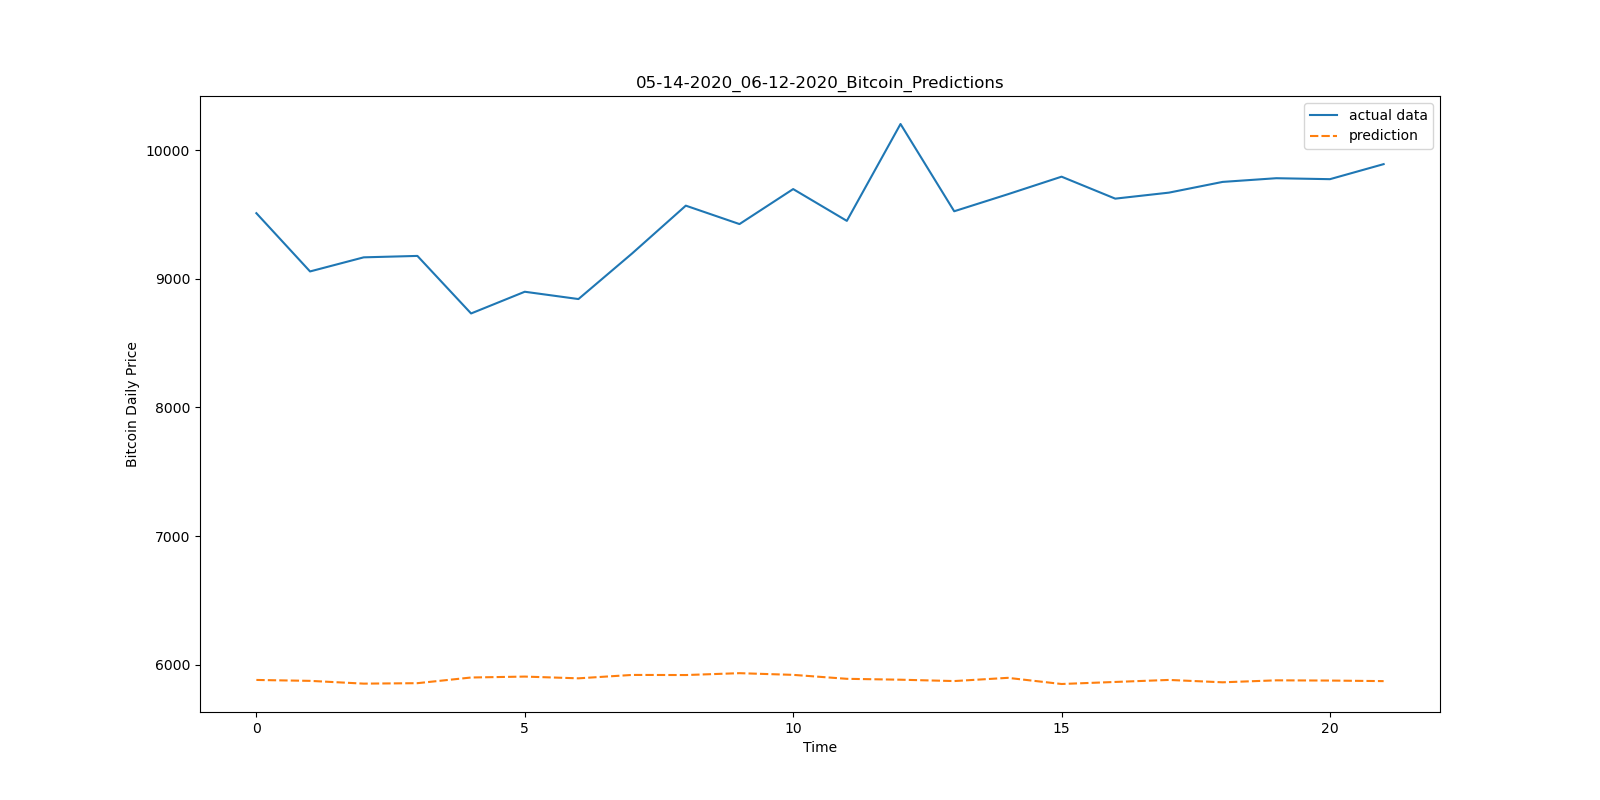 05-14-2020_06-12-2020_Bitcoin_Predictions
actual data
prediction
10000
9000
8000
7000
6000
Bitcoin Daily Price
0 5 10 15 20
Time